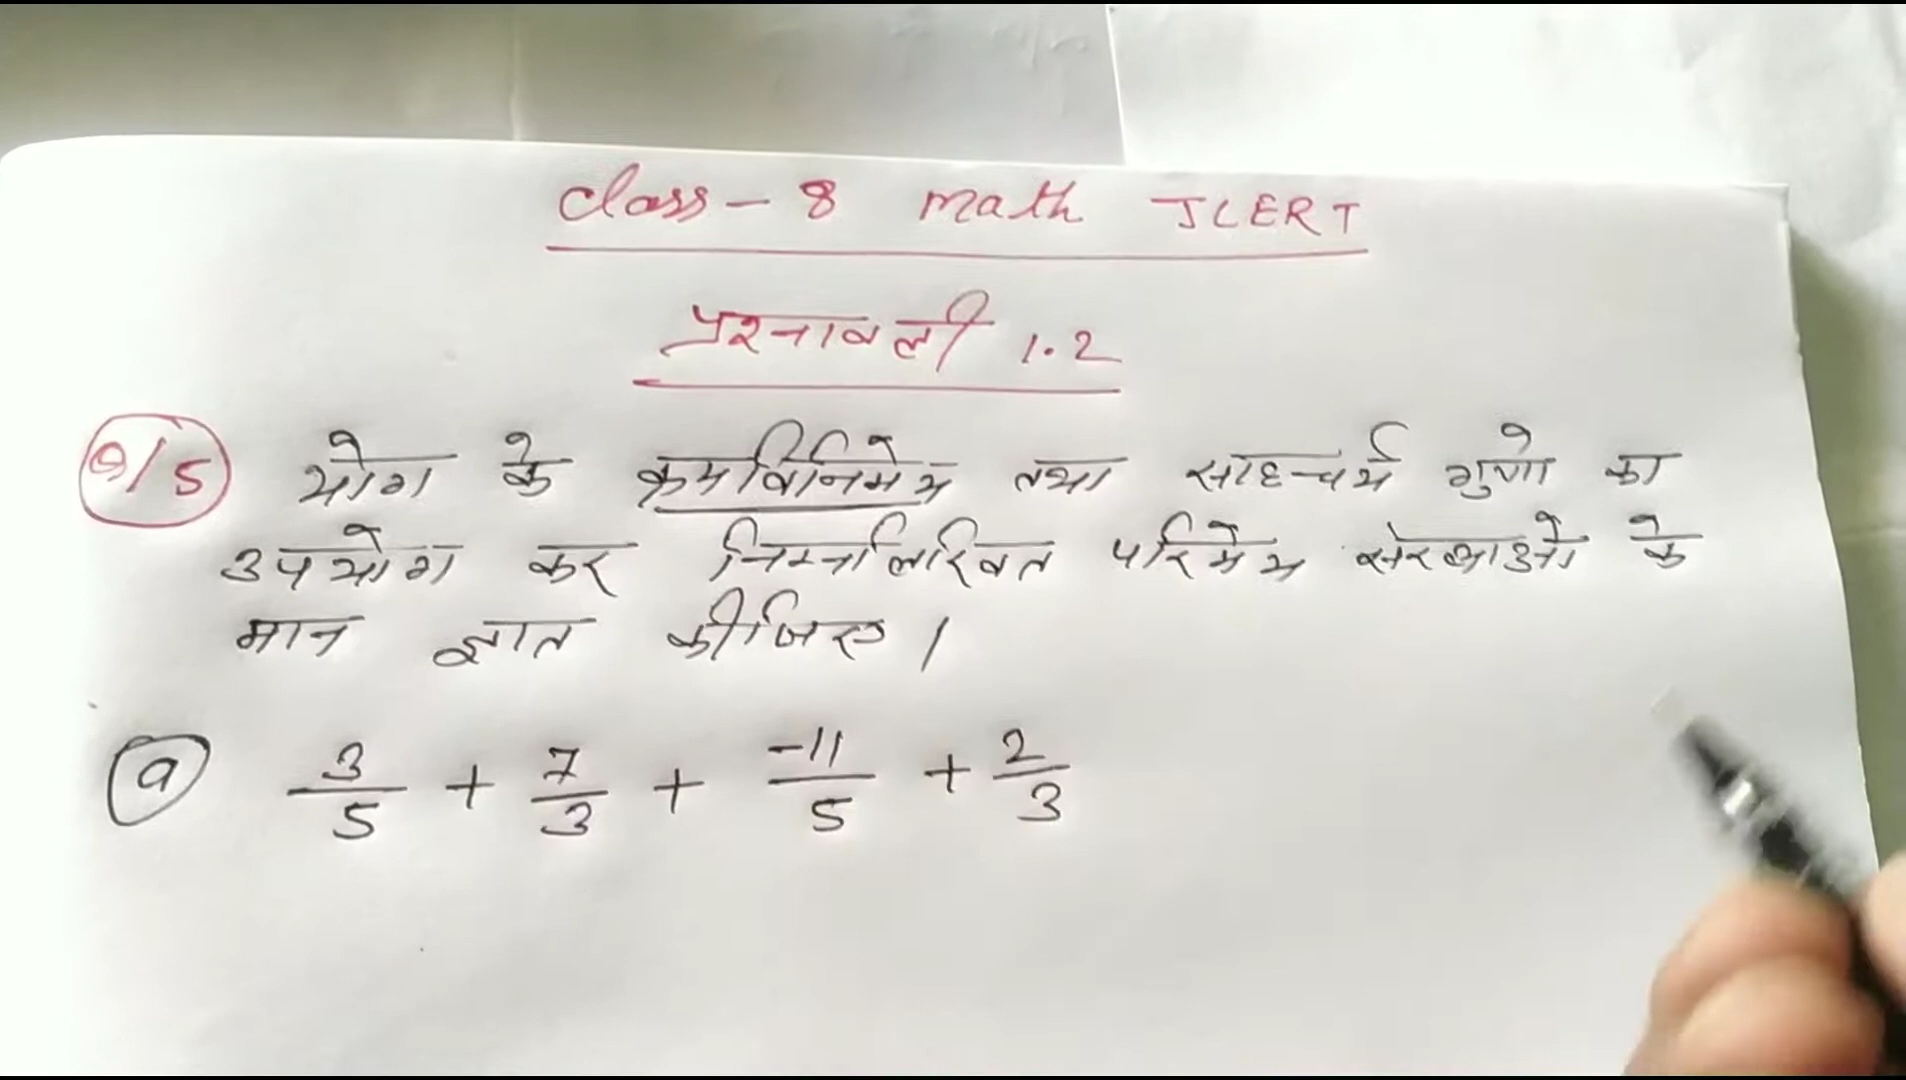 class - 8 math JCERT
प्रश्नावली 1.2
Q/5 योग के क्रमविनिमेय तथा साहचर्य गुणो का
उपयोग कर निम्नलिखित परिमेय संख्याओ के
मान ज्ञात कीजिए।
a 3/5 + 7/3 + -11/5 + 2/3